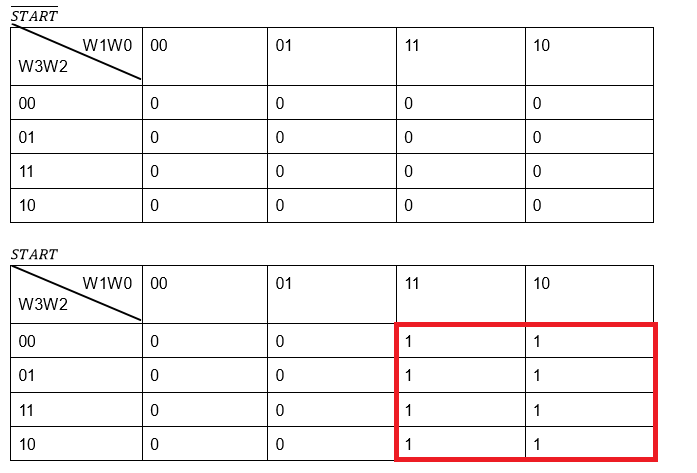 START
W1W0 00 01 11 10
W3W2
00 0 0 0 0
01 0 0 0 0
11 0 0 0 0
10 0 0 0 0
START
W1W0 00 01 11 10
W3W2
00 0 0 1 1
01 0 0 1 1
11 0 0 1 1
10 0 0 1 1